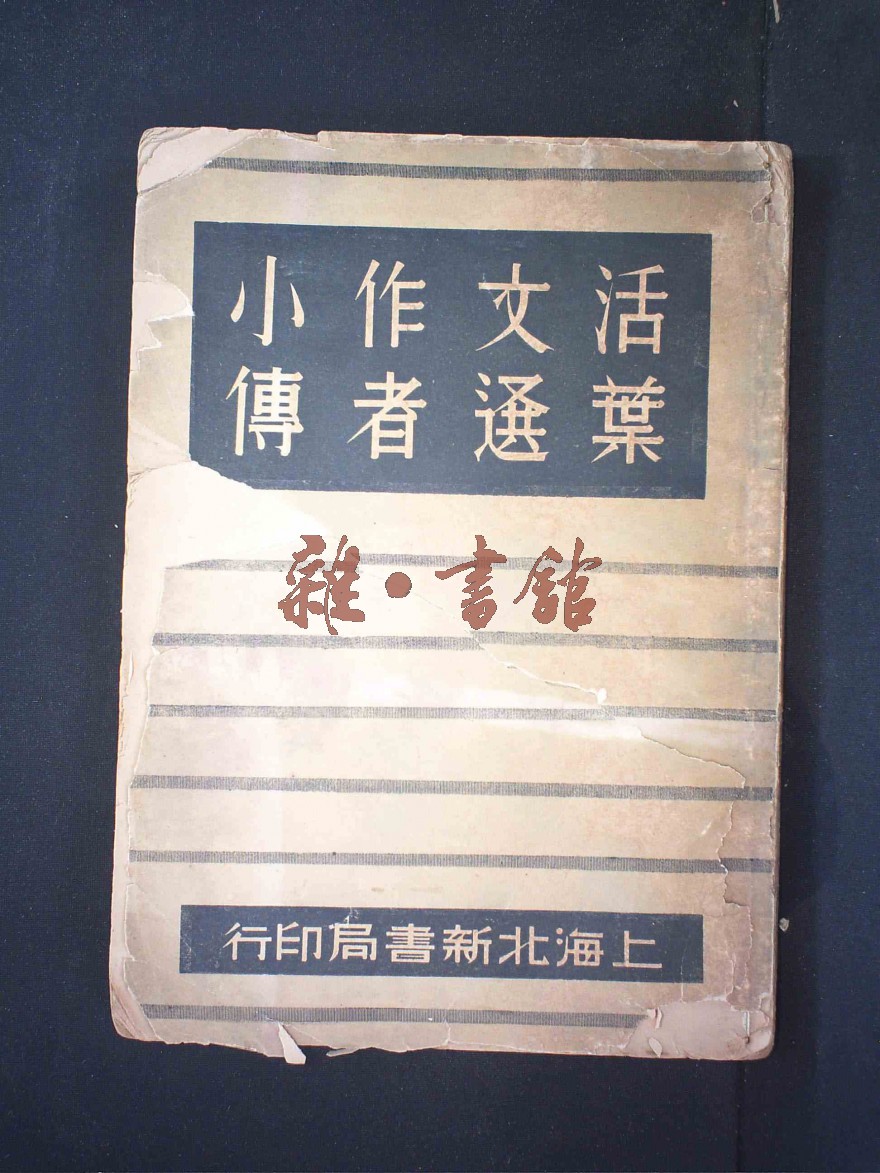 活葉
文選
作者
小傳
雜·書館
上海北新書局印行